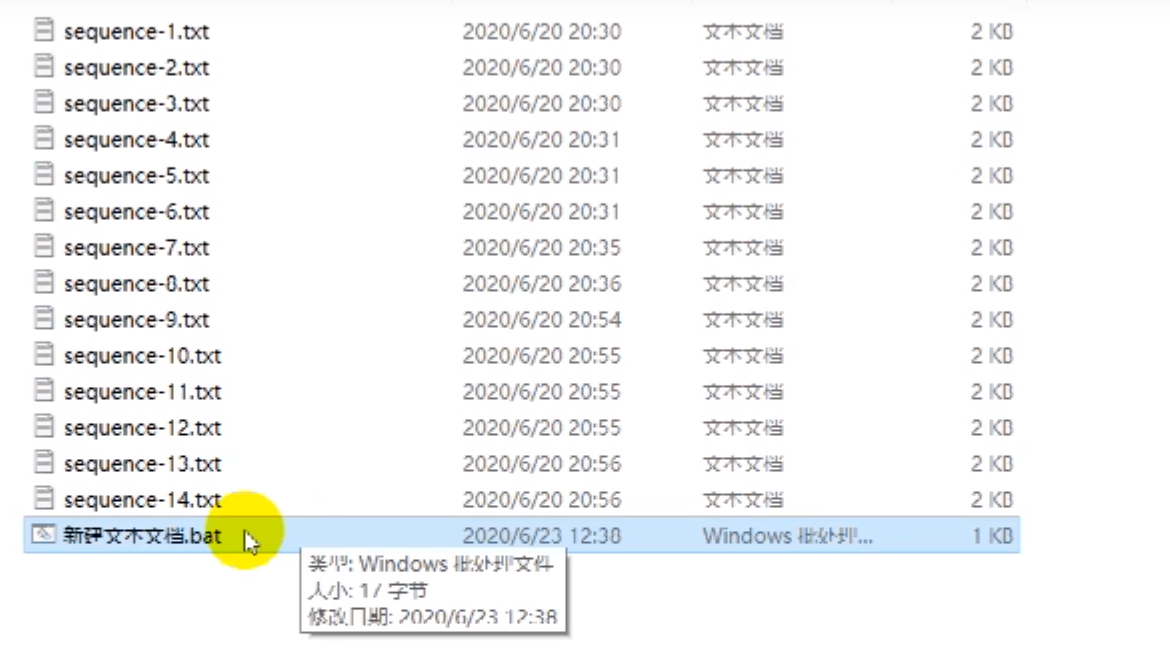 sequence-1.txt 2020/6/20 20:30 文本文档 2 KB
sequence-2.txt 2020/6/20 20:30 文本文档 2 KB
sequence-3.txt 2020/6/20 20:30 文本文档 2 KB
sequence-4.txt 2020/6/20 20:31 文本文档 2 KB
sequence-5.txt 2020/6/20 20:31 文本文档 2 KB
sequence-6.txt 2020/6/20 20:31 文本文档 2 KB
sequence-7.txt 2020/6/20 20:35 文本文档 2 KB
sequence-8.txt 2020/6/20 20:36 文本文档 2 KB
sequence-9.txt 2020/6/20 20:54 文本文档 2 KB
sequence-10.txt 2020/6/20 20:55 文本文档 2 KB
sequence-11.txt 2020/6/20 20:55 文本文档 2 KB
sequence-12.txt 2020/6/20 20:55 文本文档 2 KB
sequence-13.txt 2020/6/20 20:56 文本文档 2 KB
sequence-14.txt 2020/6/20 20:56 文本文档 2 KB
新建文本文档.bat 2020/6/23 12:38 Windows 批处理... 1 KB
类型: Windows 批处理文件
大小: 17 字节
修改日期: 2020/6/23 12:38